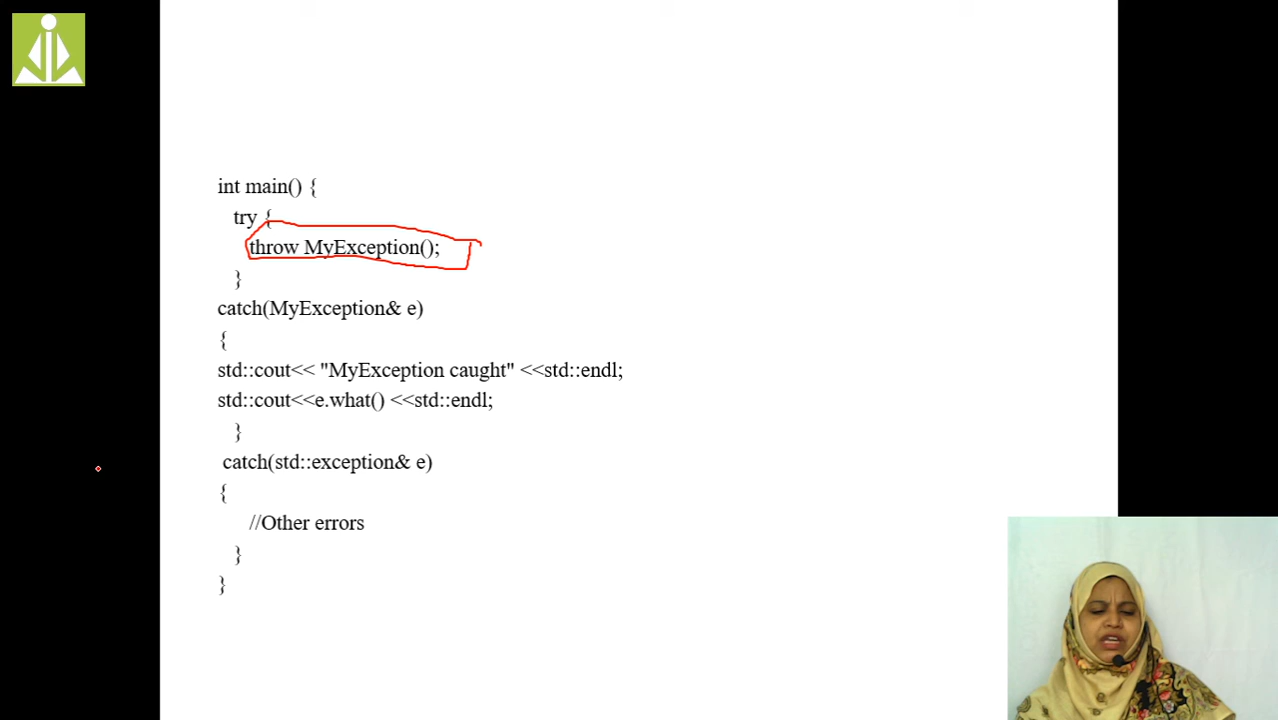 int main() {
try {
throw MyException();
}
catch(MyException& e)
{
std::cout<< "MyException caught" <<std::endl;
std::cout<<e.what() <<std::endl;
}
catch(std::exception& e)
{
//Other errors
}
}